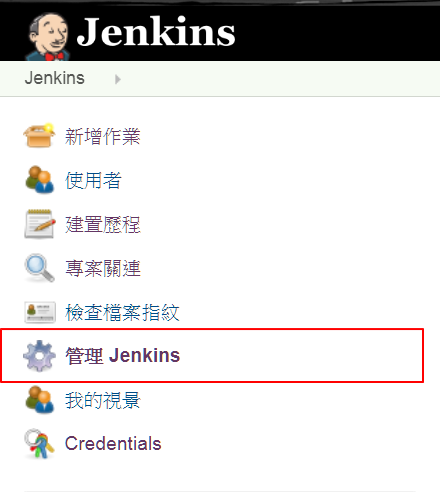 Jenkins
Jenkins
新增作業
使用者
建置歷程
專案關連
檢查檔案指紋
管理 Jenkins
我的視景
Credentials